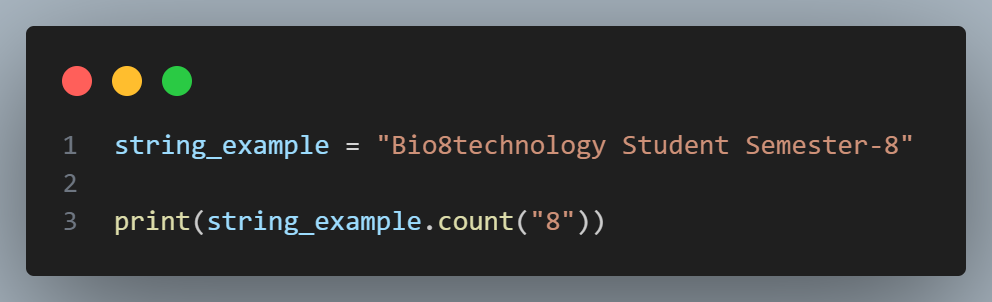 1 string_example = "Bio8technology Student Semester-8"
2
3 print(string_example.count("8"))